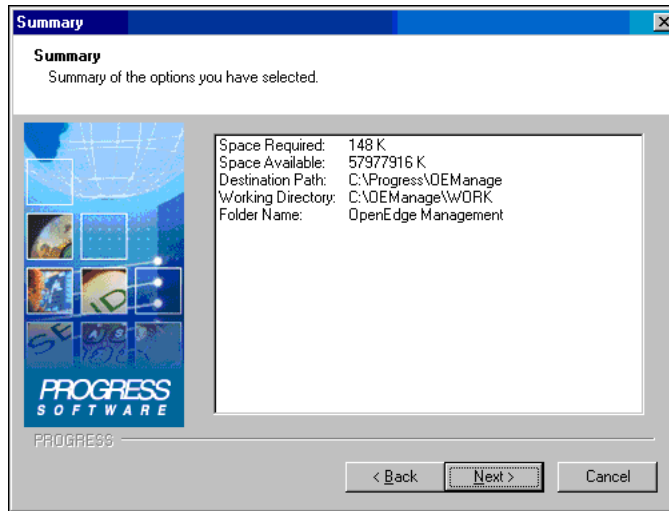 Summary
Summary
Summary of the options you have selected.
Space Required: 148 K
Space Available: 57977916 K
Destination Path: C:\Progress\OEManage
Working Directory: C:\OEManage\WORK
Folder Name: OpenEdge Management
SEND
PROGRESS
SOFTWARE
PROGRESS
< Back
Next >
Cancel